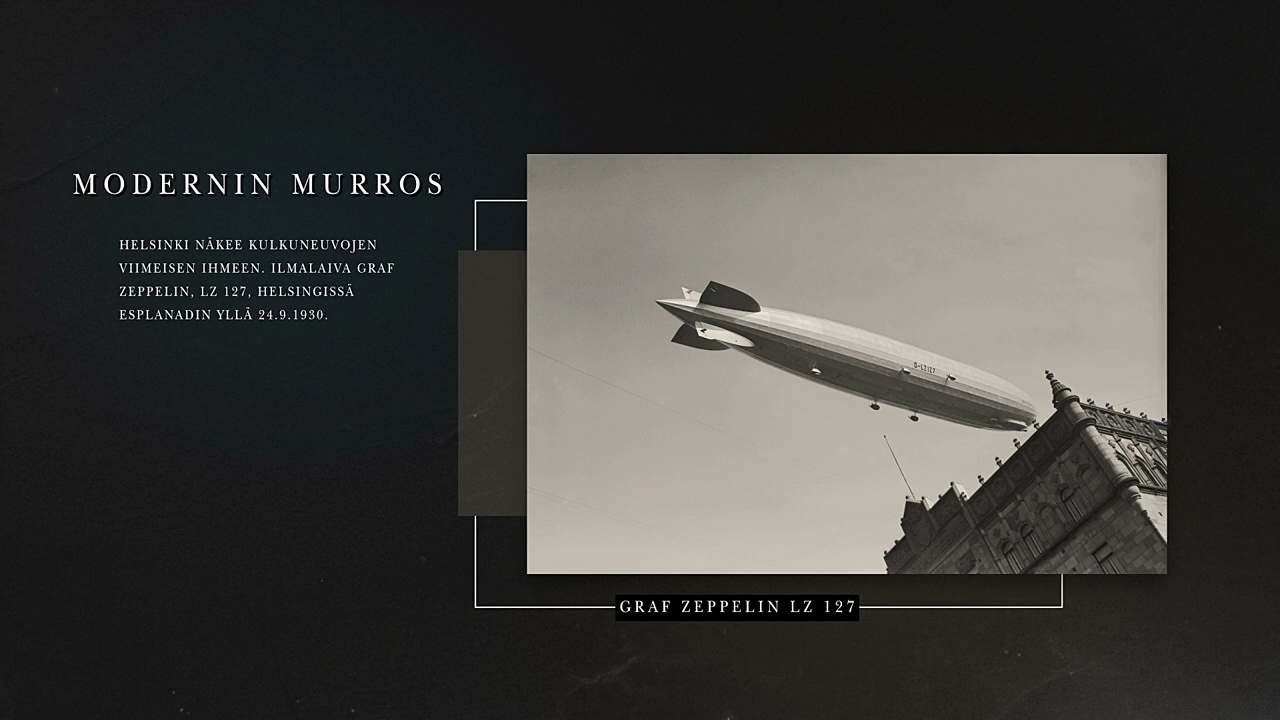 MODERNIN MURROS
HELSINKI NÄKEE KULKUNEUVOJEN
VIIMEISEN IHMEEN. ILMALAIVA GRAF
ZEPPELIN, LZ 127, HELSINGISSÄ
ESPLANADIN YLLÄ 24.9.1930.
D-LZ127
GRAF ZEPPELIN LZ 127